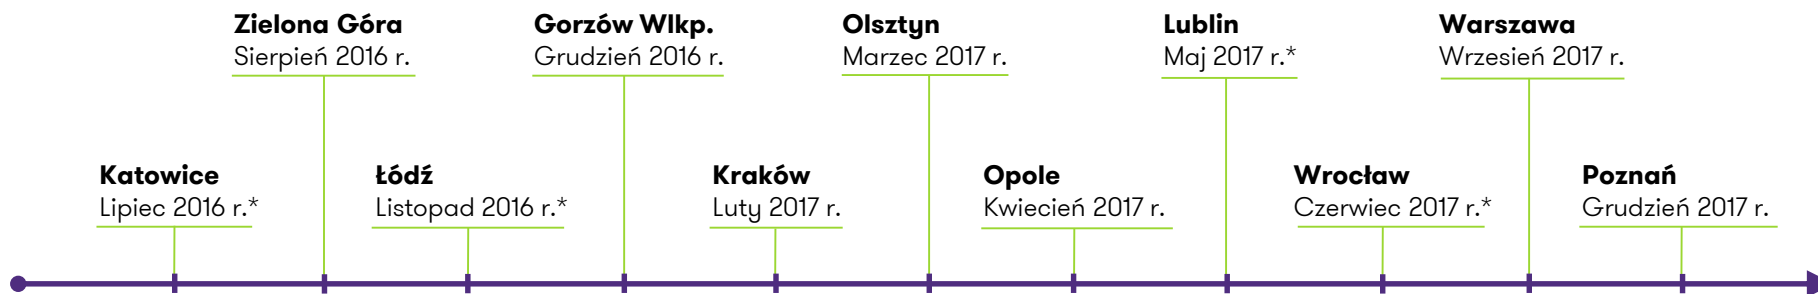 Zielona Góra
Sierpień 2016 r.
Gorzów Wlkp.
Grudzień 2016 r.
Olsztyn
Marzec 2017 r.
Lublin
Maj 2017 r.*
Warszawa
Wrzesień 2017 r.
Katowice
Lipiec 2016 r.*
Łódź
Listopad 2016 r.*
Kraków
Luty 2017 r.
Opole
Kwiecień 2017 r.
Wrocław
Czerwiec 2017 r.*
Poznań
Grudzień 2017 r.